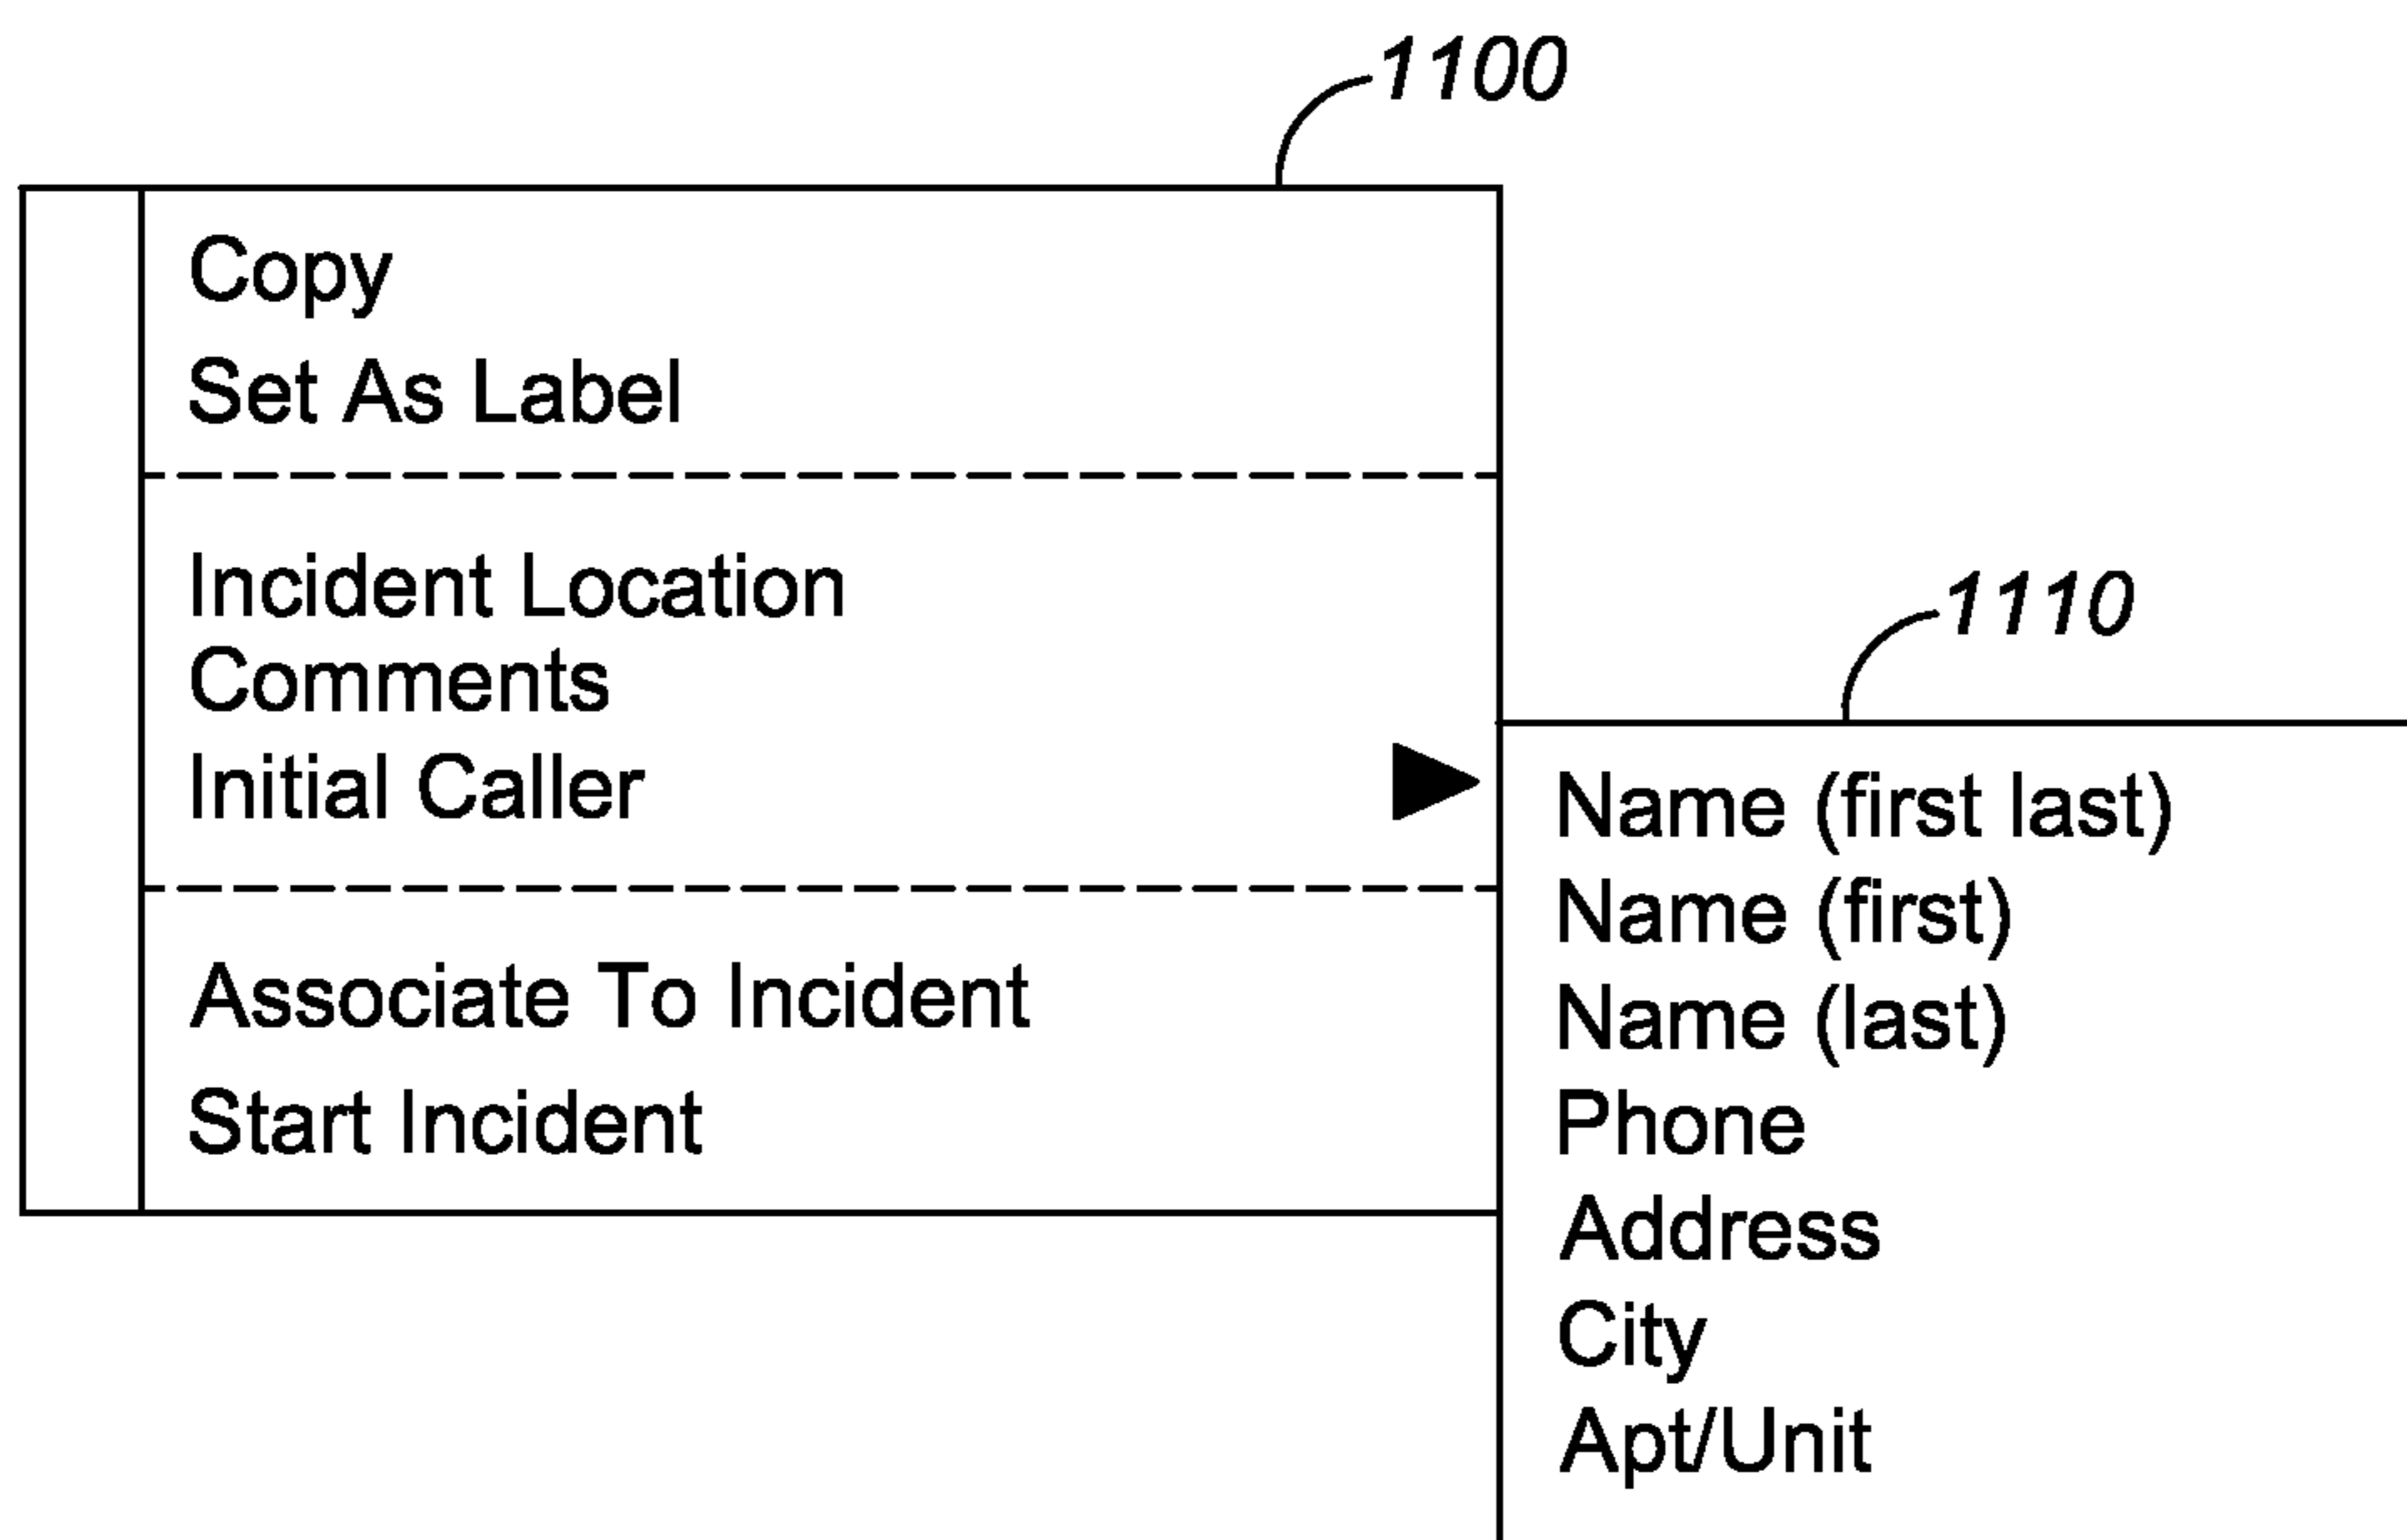 1100
Copy
Set As Label
Incident Location
Comments
Initial Caller
Associate To Incident
Start Incident
1110
Name (first last)
Name (first)
Name (last)
Phone
Address
City
Apt/Unit